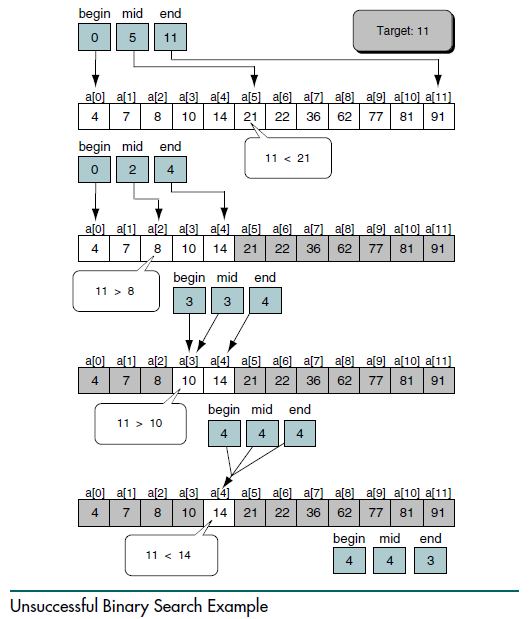 begin mid end
0 5 11
Target: 11
a[0] a[1] a[2] a[3] a[4] a[5] a[6] a[7] a[8] a[9] a[10] a[11]
4 7 8 10 14 21 22 36 62 77 81 91
11 < 21
begin mid end
0 2 4
a[0] a[1] a[2] a[3] a[4] a[5] a[6] a[7] a[8] a[9] a[10] a[11]
4 7 8 10 14 21 22 36 62 77 81 91
11 > 8
begin mid end
3 3 4
a[0] a[1] a[2] a[3] a[4] a[5] a[6] a[7] a[8] a[9] a[10] a[11]
4 7 8 10 14 21 22 36 62 77 81 91
11 > 10
begin mid end
4 4 4
a[0] a[1] a[2] a[3] a[4] a[5] a[6] a[7] a[8] a[9] a[10] a[11]
4 7 8 10 14 21 22 36 62 77 81 91
11 < 14
begin mid end
4 4 3
Unsuccessful Binary Search Example